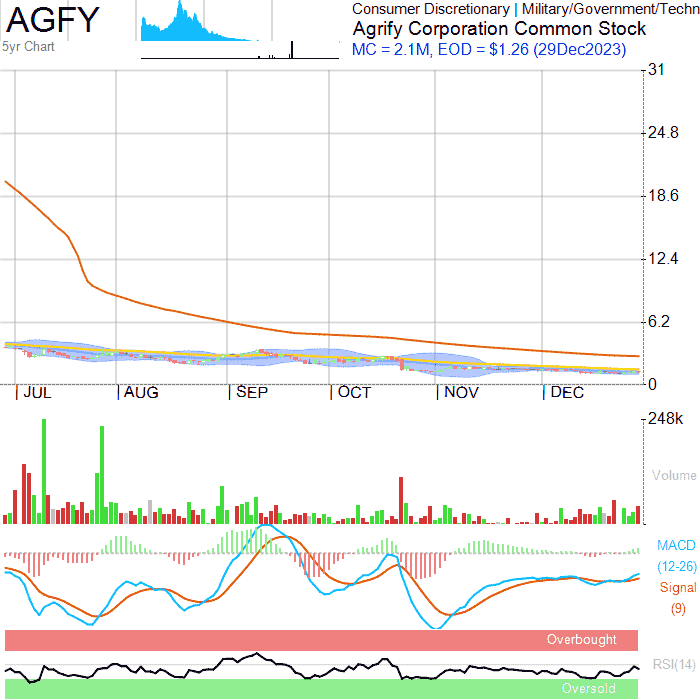 AGFY
5yr Chart
Consumer Discretionary | Military/Government/Techn
Agrify Corporation Common Stock
MC = 2.1M, EOD = $1.26 (29Dec2023)
31
24.8
18.6
12.4
6.2
0
JUL AUG SEP OCT NOV DEC
248k
Volume
MACD
(12-26)
Signal
(9)
Overbought
RSI(14)
Oversold